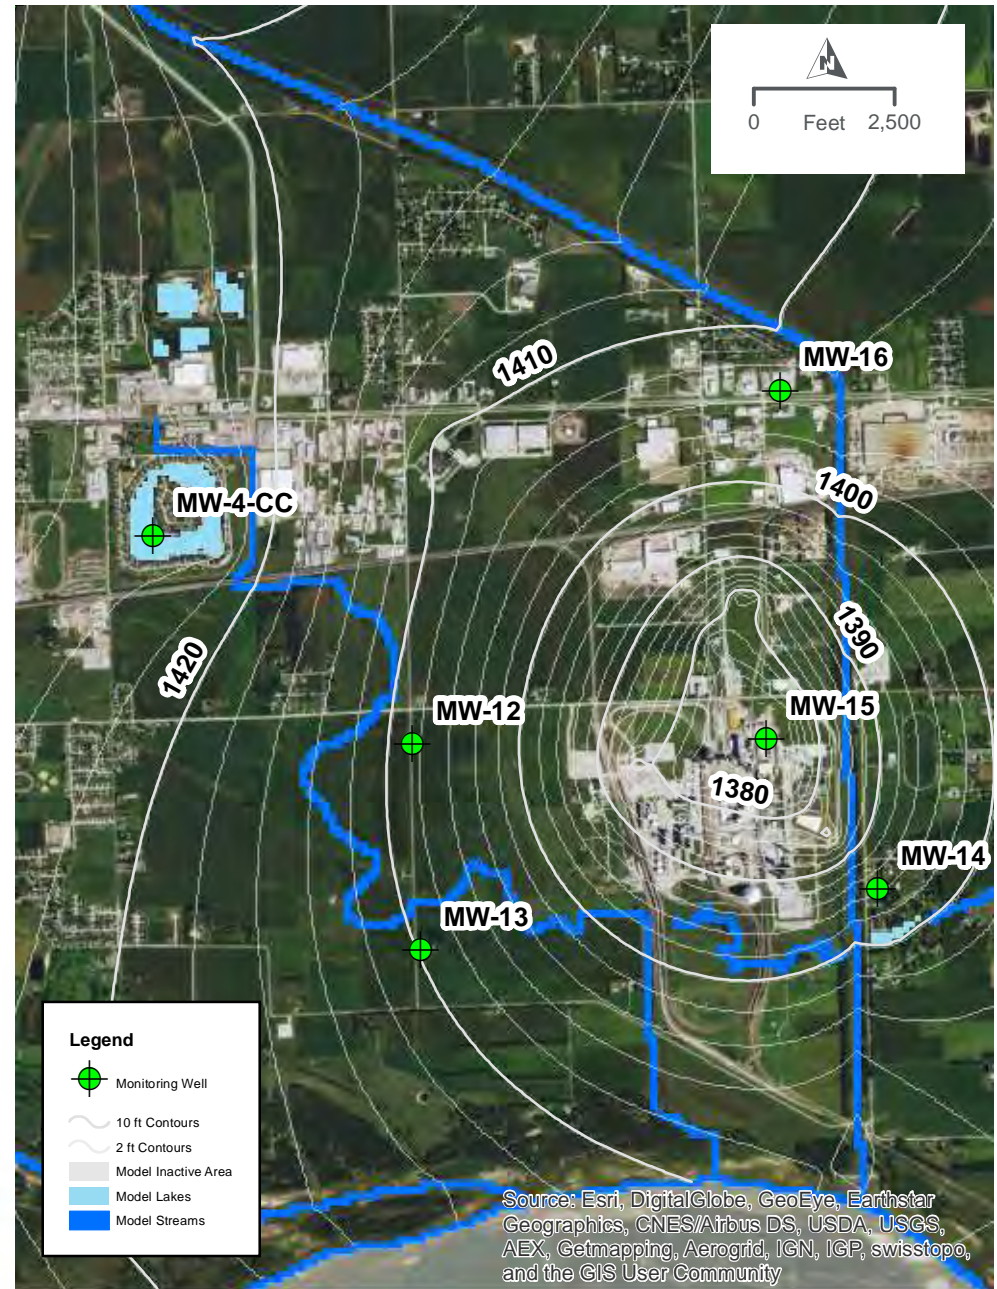 N
0 Feet 2,500
MW-16
1410
1400
MW-4-CC
1390
1420
MW-12
MW-15
1380
MW-14
MW-13
Legend
Monitoring Well
10 ft Contours
2 ft Contours
Model Inactive Area
Model Lakes
Model Streams
Source: Esri, DigitalGlobe, GeoEye, Earthstar
Geographics, CNES/Airbus DS, USDA, USGS,
AEX, Getmapping, Aerogrid, IGN, IGP, swisstopo,
and the GIS User Community